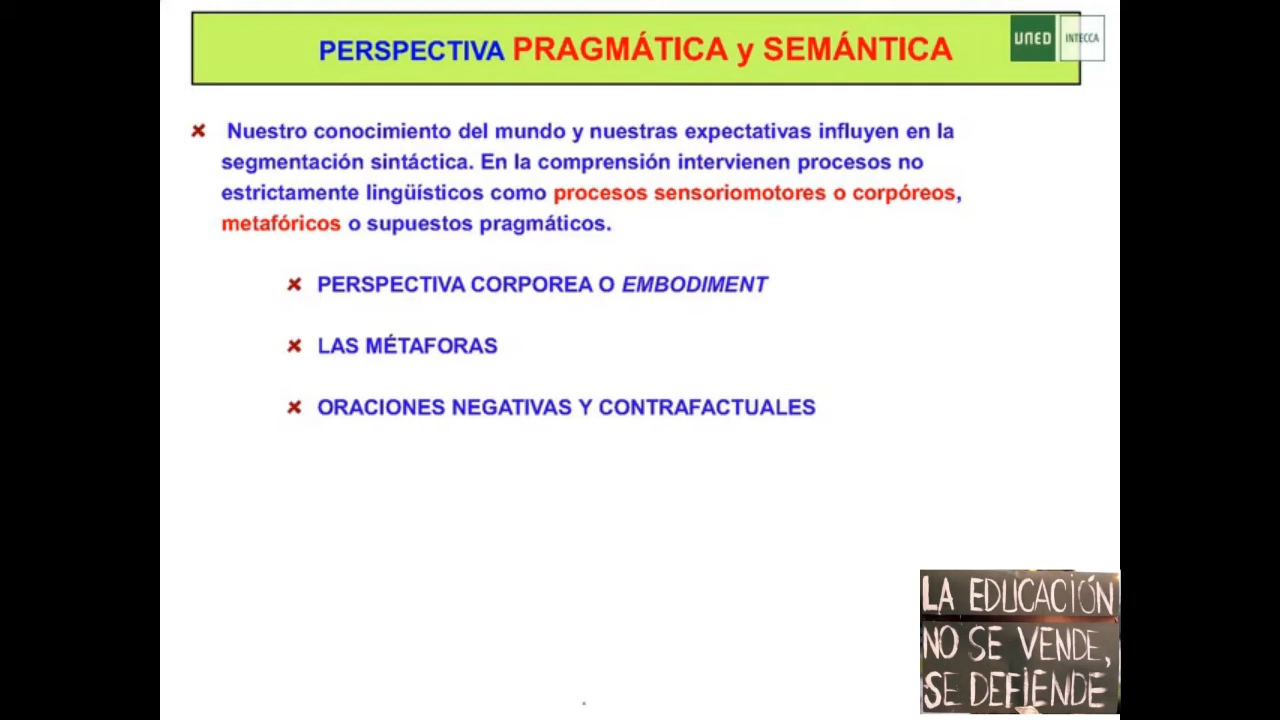 PERSPECTIVA PRAGMÁTICA y SEMÁNTICA
UNED
INTECCA
Nuestro conocimiento del mundo y nuestras expectativas influyen en la
segmentación sintáctica. En la comprensión intervienen procesos no
estrictamente lingüísticos como procesos sensoriomotores o corpóreos,
metafóricos o supuestos pragmáticos.
PERSPECTIVA CORPOREA O EMBODIMENT
LAS MÉTAFORAS
ORACIONES NEGATIVAS Y CONTRAFACTUALES
LA EDUCACIÓN
NO SE VENDE,
SE DEFIENDE